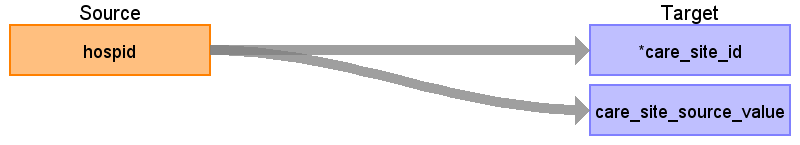 Source
Target
hospid
*care_site_id
care_site_source_value